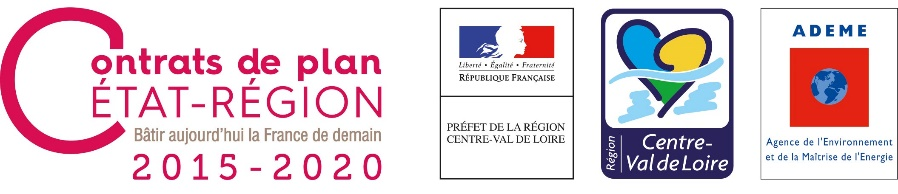 Contrats de plan
ÉTAT-RÉGION
Bâtir aujourd'hui la France de demain
2015-2020
Liberté • Égalité • Fraternité
RÉPUBLIQUE FRANÇAISE
PRÉFET DE LA RÉGION
CENTRE-VAL DE LOIRE
Région
Centre-
Val de Loire
ADEME
Agence de l'Environnement
et de la Maîtrise de l'Energie